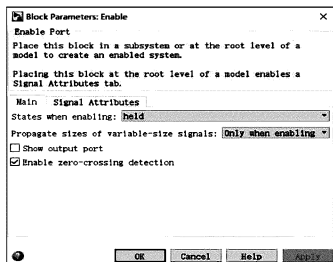 Block Parameters: Enable
Enable Port
Place this block in a subsystem or at the root level of a
model to create an enabled system.
Placing this block at the root level of a model enables a
Signal Attributes tab.
Main Signal Attributes
States when enabling: held
Propagate sizes of variable-size signals: Only when enabling
Show output port
Enable zero-crossing detection
OK Cancel Help Apply